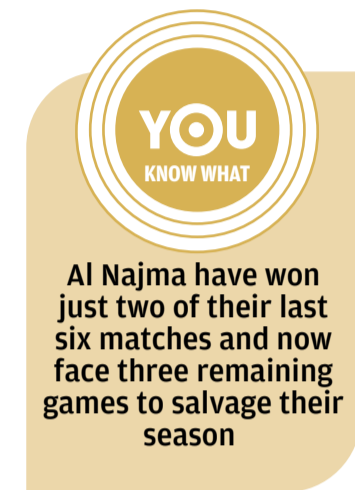 YOU
KNOW WHAT
Al Najma have won
just two of their last
six matches and now
face three remaining
games to salvage their
season